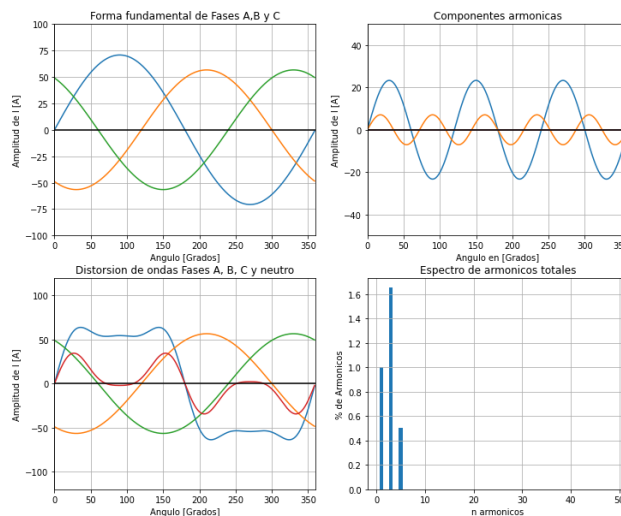 Forma fundamental de Fases A,B y C
100
75
50
25
0
−25
−50
−75
−100
Amplitud de I [A]
0 50 100 150 200 250 300 350
Angulo [Grados]
Componentes armonicas
40
20
0
−20
−40
Amplitud de I [A]
0 50 100 150 200 250 300 350
Angulo en [Grados]
Distorsion de ondas Fases A, B, C y neutro
100
50
0
−50
−100
Amplitud de I [A]
0 50 100 150 200 250 300 350
Angulo [Grados]
Espectro de armonicos totales
1.6
1.4
1.2
1.0
0.8
0.6
0.4
0.2
0.0
% de Armonicos
0 10 20 30 40 50
n armonicos